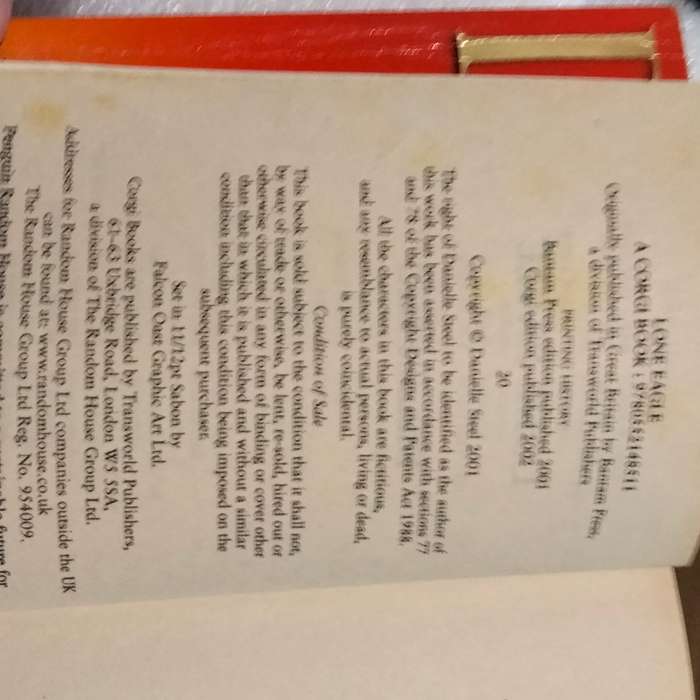 LONE EAGLE
A CORGI BOOK : 9780552148511
Originally published in Great Britain by Bantam Press,
a division of Transworld Publishers
PRINTING HISTORY
Bantam Press edition published 2001
Corgi edition published 2002
20
Copyright © Danielle Steel 2001
The right of Danielle Steel to be identified as the author of
this work has been asserted in accordance with sections 77
and 78 of the Copyright Designs and Patents Act 1988.
All the characters in this book are fictitious,
and any resemblance to actual persons, living or dead,
is purely coincidental.
Condition of Sale
This book is sold subject to the condition that it shall not,
by way of trade or otherwise, be lent, re-sold, hired out or
otherwise circulated in any form of binding or cover other
than that in which it is published and without a similar
condition including this condition being imposed on the
subsequent purchaser.
Set in 11/12pt Sabon by
Falcon Oast Graphic Art Ltd.
Corgi Books are published by Transworld Publishers,
61–63 Uxbridge Road, London W5 5SA,
a division of The Random House Group Ltd.
Addresses for Random House Group Ltd companies outside the UK
can be found at: www.randomhouse.co.uk
The Random House Group Ltd Reg. No. 954009.
Penguin Random House is committed to a sustainable future for